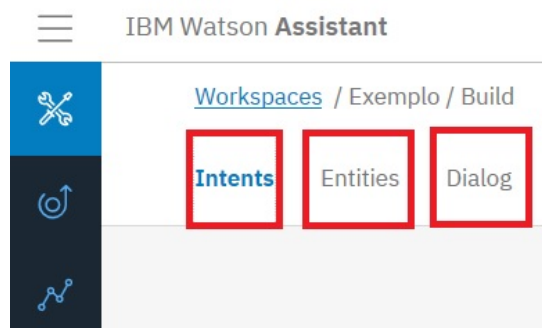 IBM Watson Assistant
Workspaces / Exemplo / Build
Intents Entities Dialog